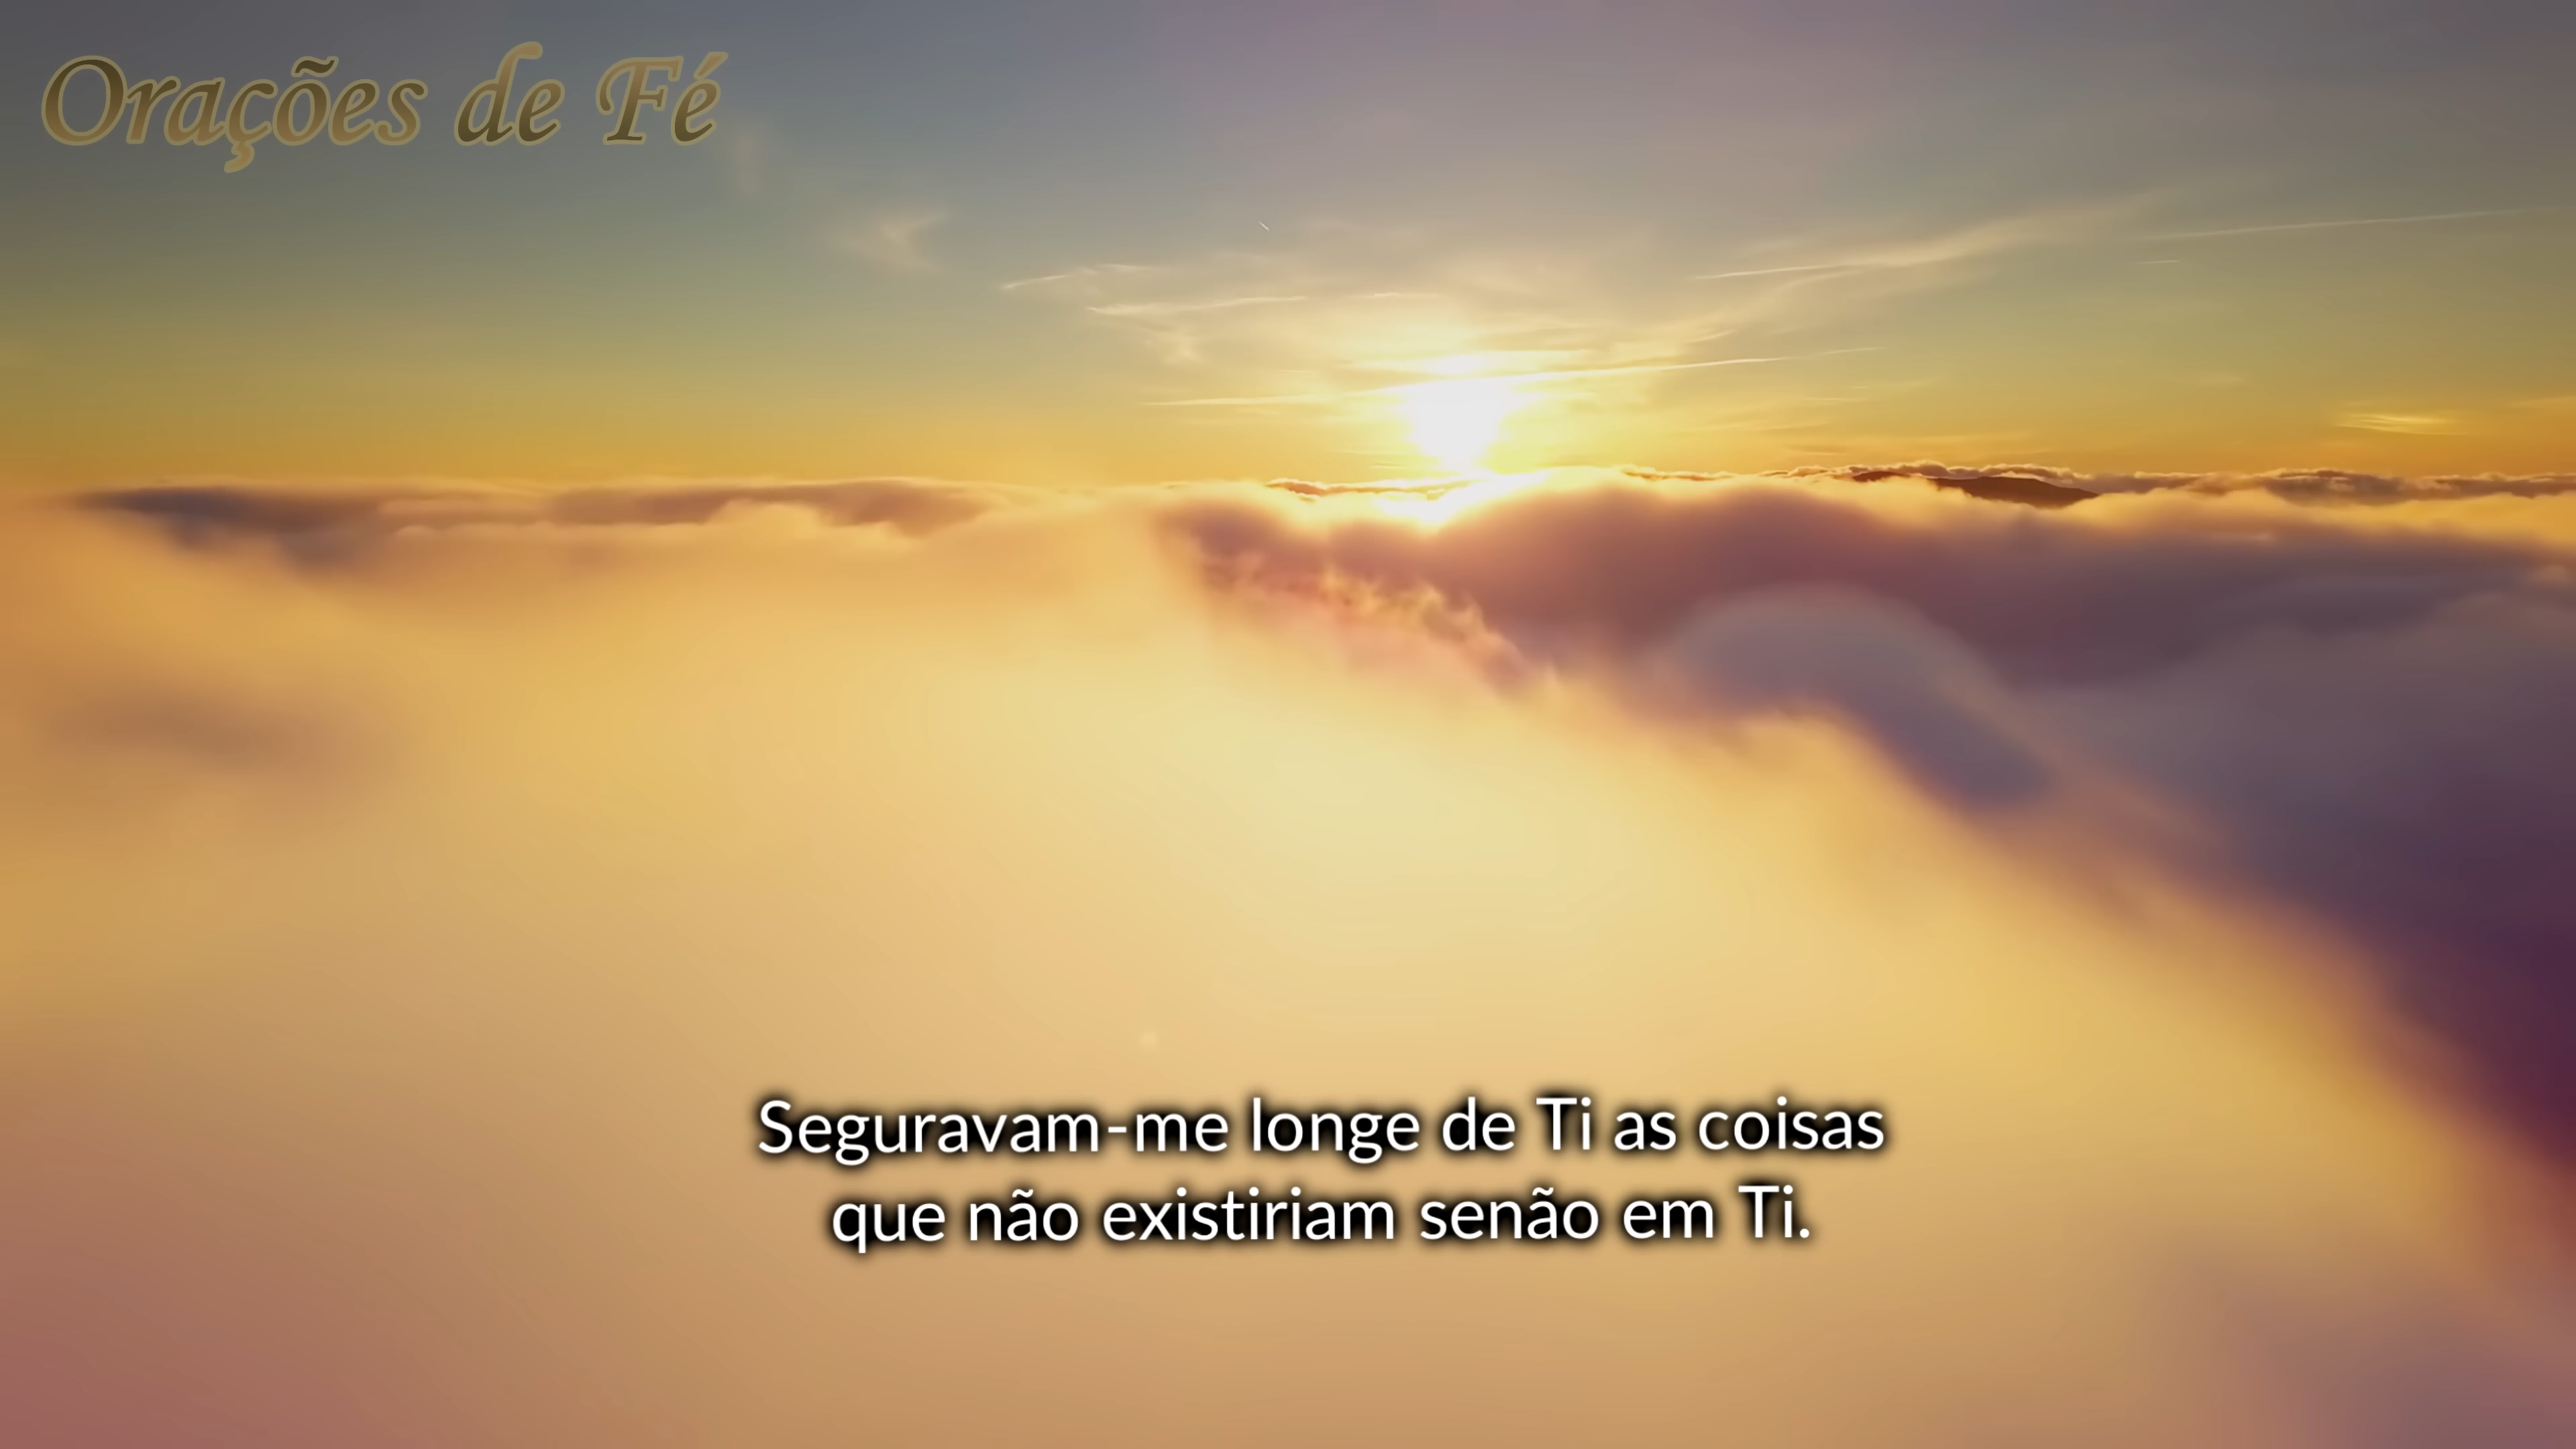 Orações de Fé
Seguravam-me longe de Ti as coisas
que não existiriam senão em Ti.